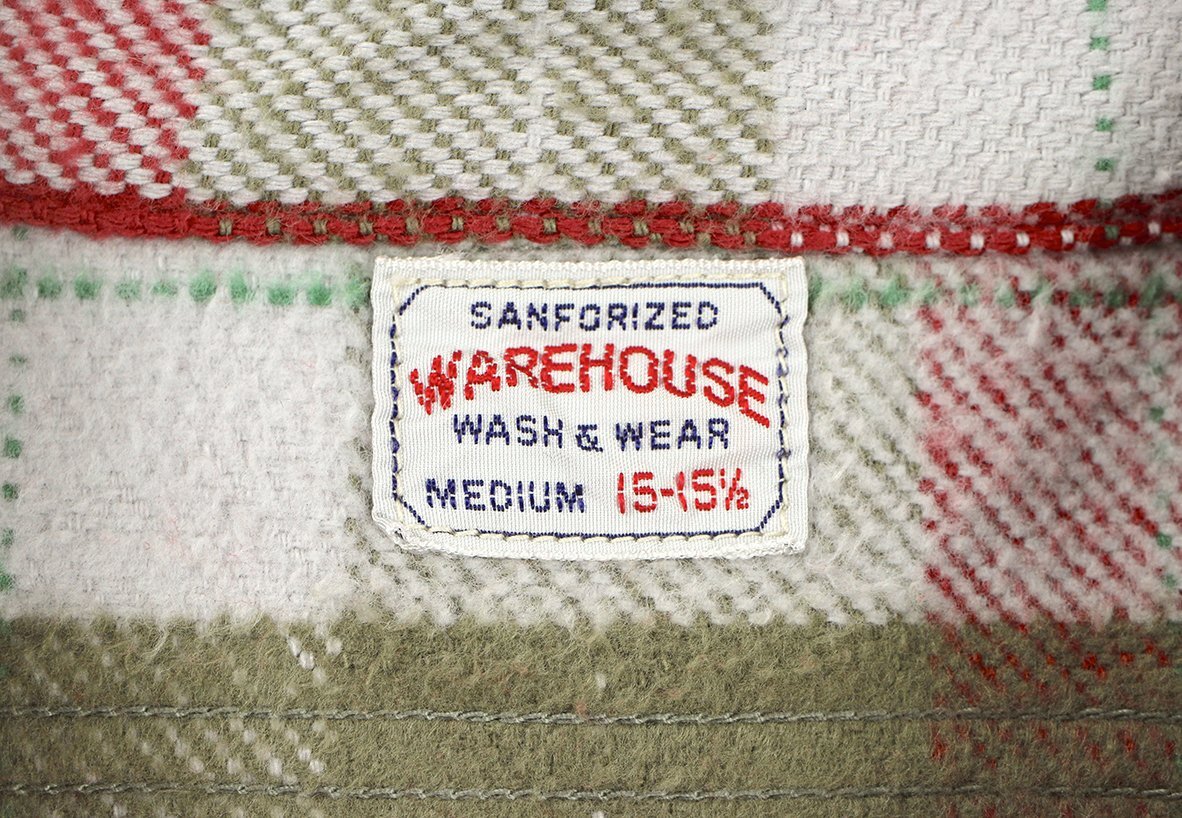 SANFORIZED
WAREHOUSE
WASH & WEAR
MEDIUM 15-15½